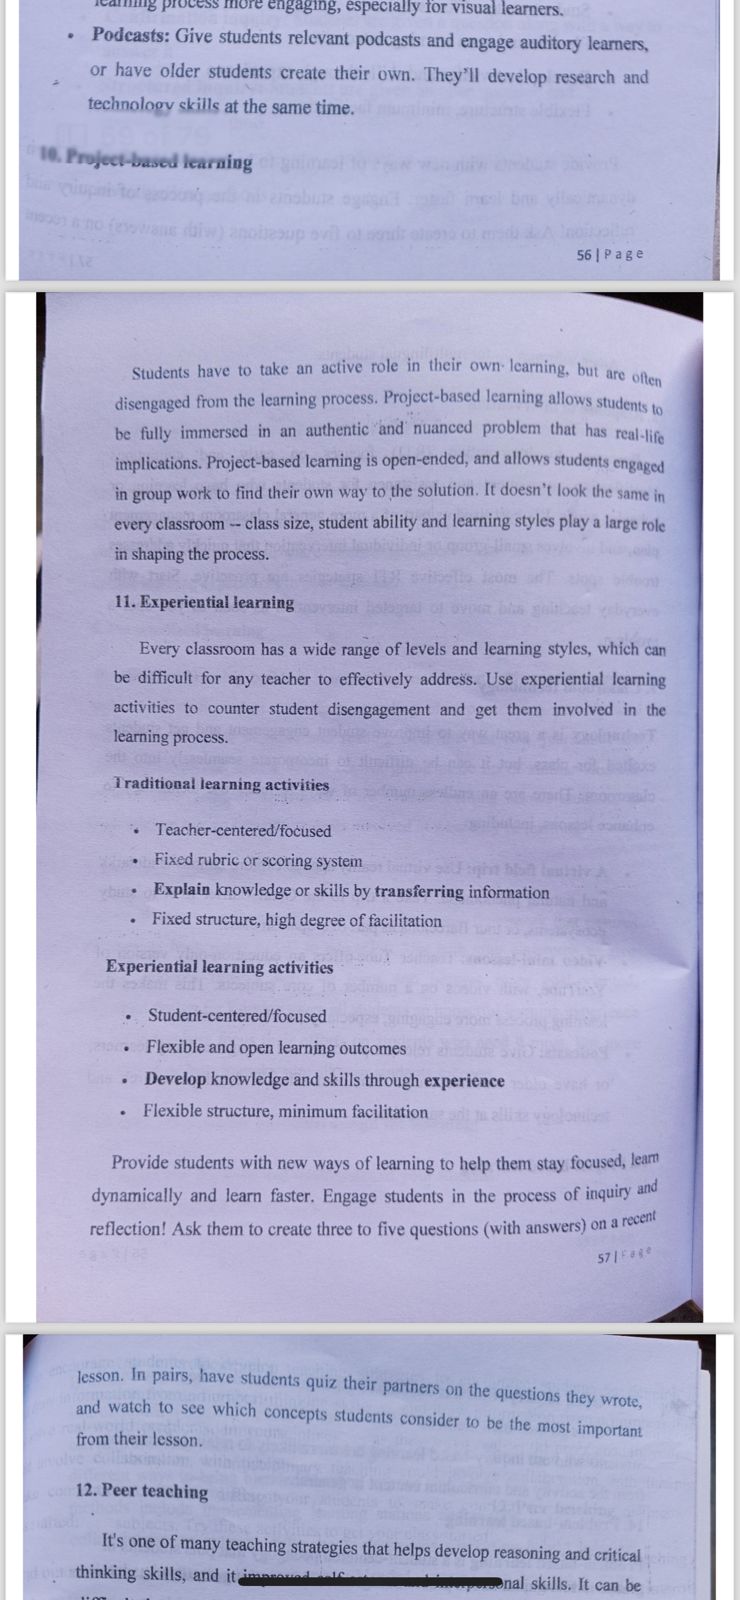 learning process more engaging, especially for visual learners.
• Podcasts: Give students relevant podcasts and engage auditory learners,
or have older students create their own. They'll develop research and
technology skills at the same time.
10. Project-based learning
56 | Page
Students have to take an active role in their own learning, but are often
disengaged from the learning process. Project-based learning allows students to
be fully immersed in an authentic and nuanced problem that has real-life
implications. Project-based learning is open-ended, and allows students engaged
in group work to find their own way to the solution. It doesn't look the same in
every classroom -- class size, student ability and learning styles play a large role
in shaping the process.
11. Experiential learning
Every classroom has a wide range of levels and learning styles, which can
be difficult for any teacher to effectively address. Use experiential learning
activities to counter student disengagement and get them involved in the
learning process.
Traditional learning activities
• Teacher-centered/focused
• Fixed rubric or scoring system
• Explain knowledge or skills by transferring information
• Fixed structure, high degree of facilitation
Experiential learning activities
• Student-centered/focused
• Flexible and open learning outcomes
• Develop knowledge and skills through experience
• Flexible structure, minimum facilitation
Provide students with new ways of learning to help them stay focused, learn
dynamically and learn faster. Engage students in the process of inquiry and
reflection! Ask them to create three to five questions (with answers) on a recent
57 | Page
lesson. In pairs, have students quiz their partners on the questions they wrote,
and watch to see which concepts students consider to be the most important
from their lesson.
12. Peer teaching
It's one of many teaching strategies that helps develop reasoning and critical
thinking skills, and it skills. It can be